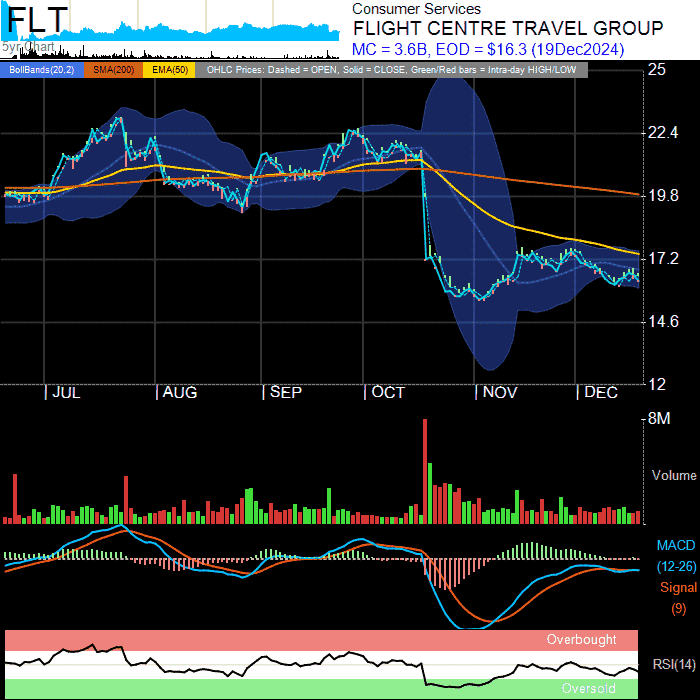 FLT
5yr Chart
Consumer Services
FLIGHT CENTRE TRAVEL GROUP
MC = 3.6B, EOD = $16.3 (19Dec2024)
BollBands(20,2) SMA(200) EMA(50) OHLC Prices: Dashed = OPEN, Solid = CLOSE, Green/Red bars = Intra-day HIGH/LOW
25
22.4
19.8
17.2
14.6
12
| JUL | AUG | SEP | OCT | NOV | DEC
8M
Volume
MACD
(12-26)
Signal
(9)
Overbought
RSI(14)
Oversold